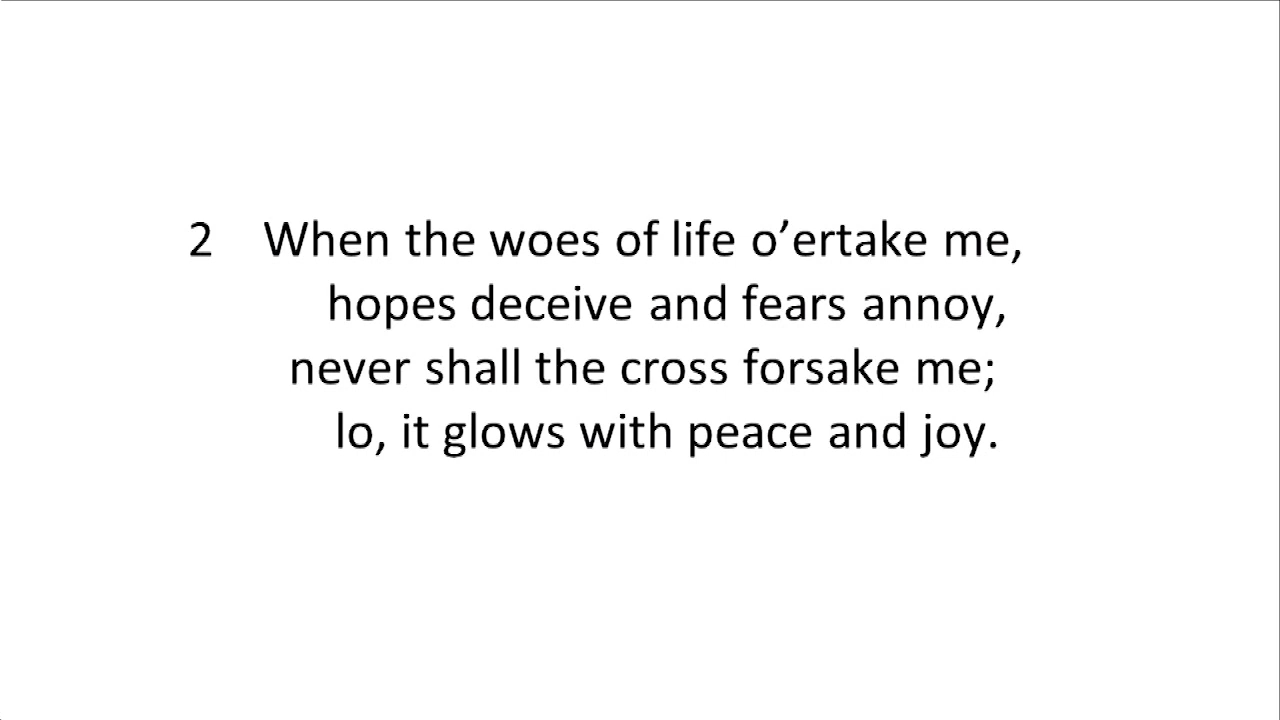 2 When the woes of life o’ertake me,
hopes deceive and fears annoy,
never shall the cross forsake me;
lo, it glows with peace and joy.